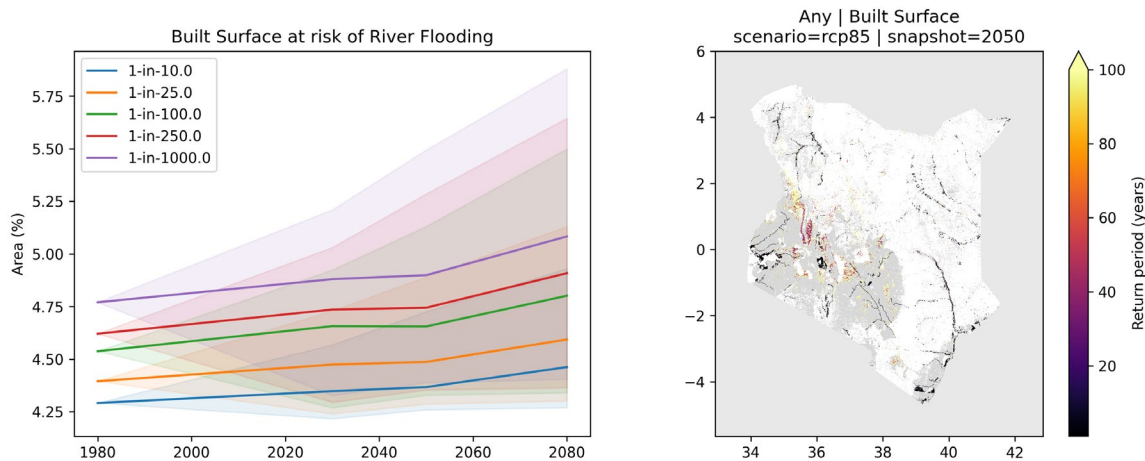 Built Surface at risk of River Flooding
1-in-10.0
1-in-25.0
1-in-100.0
1-in-250.0
1-in-1000.0
5.75
5.50
5.25
5.00
4.75
4.50
4.25
Area (%)
1980
2000
2020
2040
2060
2080
Any | Built Surface
scenario=rcp85 | snapshot=2050
6
4
2
0
−2
−4
34
36
38
40
42
100
80
60
40
20
Return period (years)